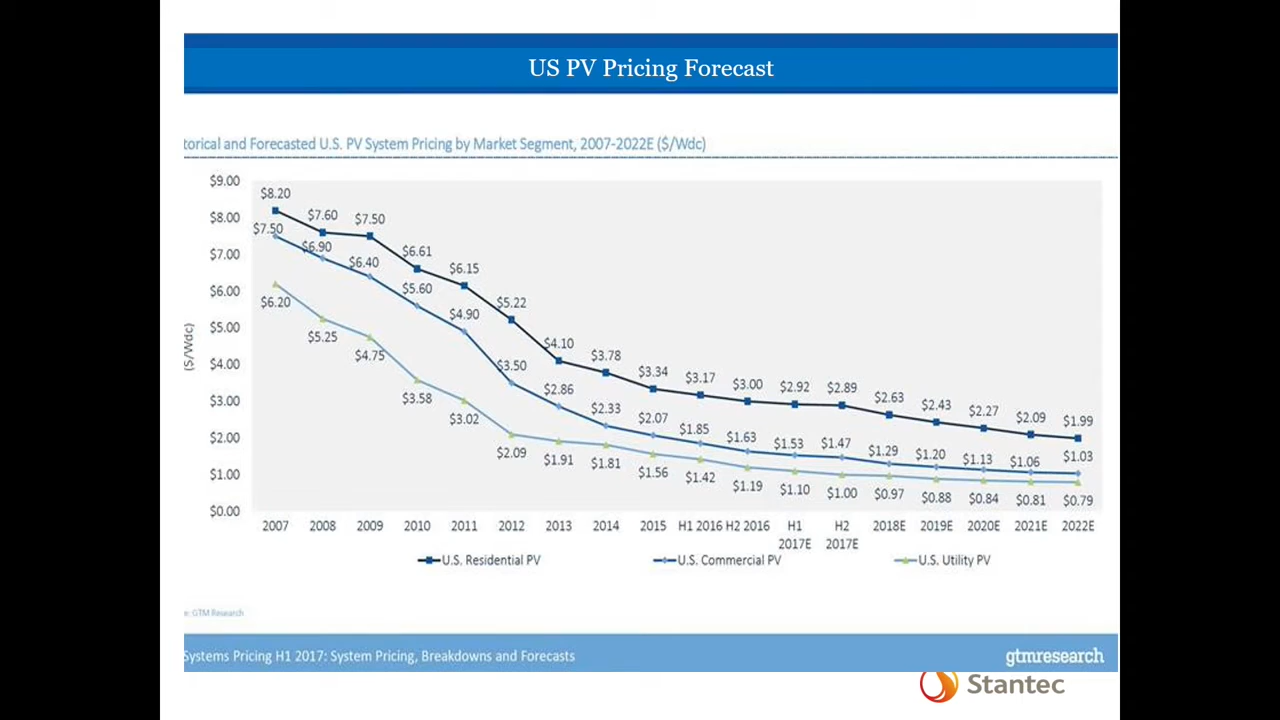 US PV Pricing Forecast
torical and Forecasted U.S. PV System Pricing by Market Segment, 2007-2022E ($/Wdc)
$9.00
$8.00
$7.00
$6.00
$5.00
$4.00
$3.00
$2.00
$1.00
$0.00
($/Wdc)
$8.20 $7.60 $7.50 $6.61 $6.15 $5.22 $4.10 $3.78 $3.34 $3.17 $3.00 $2.92 $2.89 $2.63 $2.43 $2.27 $2.09 $1.99
$7.50 $6.90 $6.40 $5.60 $4.90 $3.50 $2.86 $2.33 $2.07 $1.85 $1.63 $1.53 $1.47 $1.29 $1.20 $1.13 $1.06 $1.03
$6.20 $5.25 $4.75 $3.58 $3.02 $2.09 $1.91 $1.81 $1.56 $1.42 $1.19 $1.10 $1.00 $0.97 $0.88 $0.84 $0.81 $0.79
2007 2008 2009 2010 2011 2012 2013 2014 2015 H1 2016 H2 2016 H1 2017E H2 2017E 2018E 2019E 2020E 2021E 2022E
U.S. Residential PV U.S. Commercial PV U.S. Utility PV
e: GTM Research
Systems Pricing H1 2017: System Pricing, Breakdowns and Forecasts
gtmresearch
Stantec